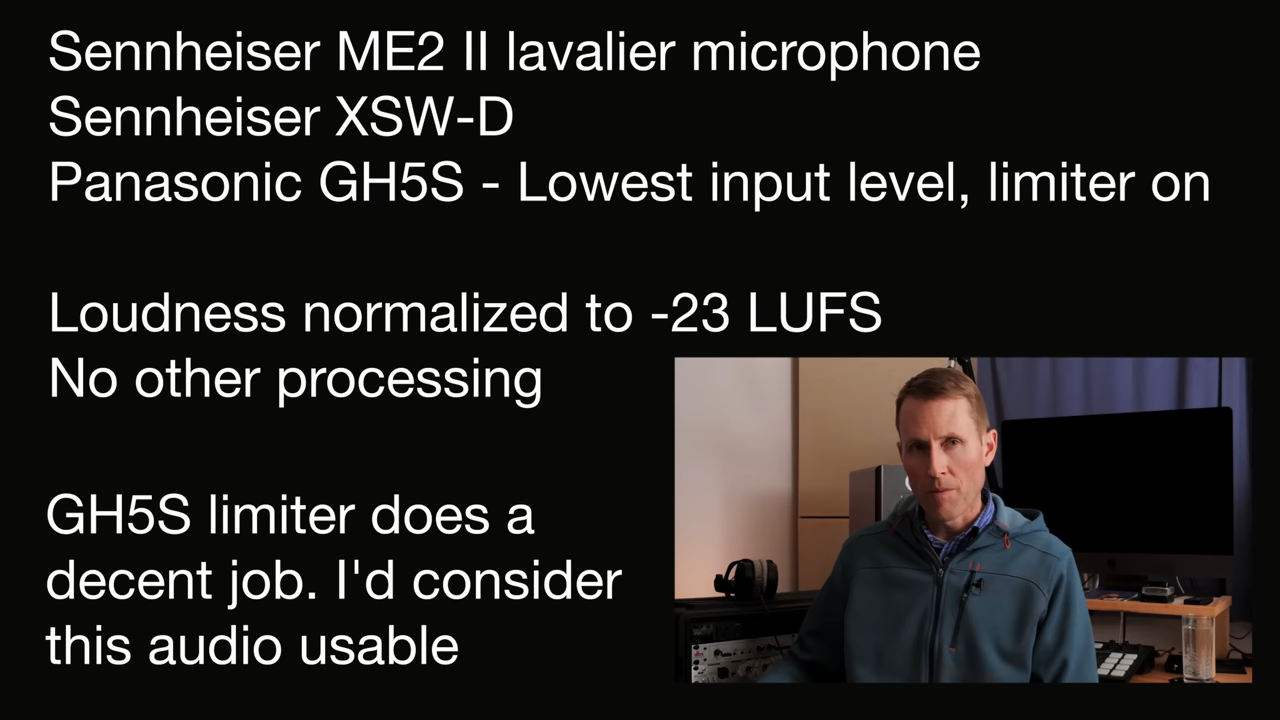 Sennheiser ME2 II lavalier microphone
Sennheiser XSW-D
Panasonic GH5S - Lowest input level, limiter on
Loudness normalized to -23 LUFS
No other processing
GH5S limiter does a
decent job. I'd consider
this audio usable